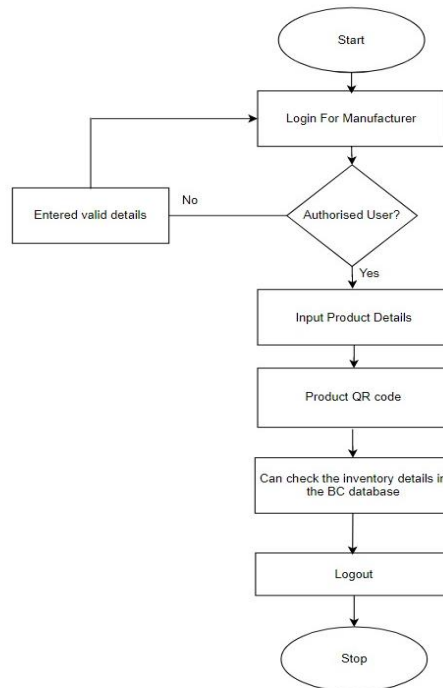 Start
Login For Manufacturer
Entered valid details
No
Authorised User?
Yes
Input Product Details
Product QR code
Can check the inventory details in
the BC database
Logout
Stop